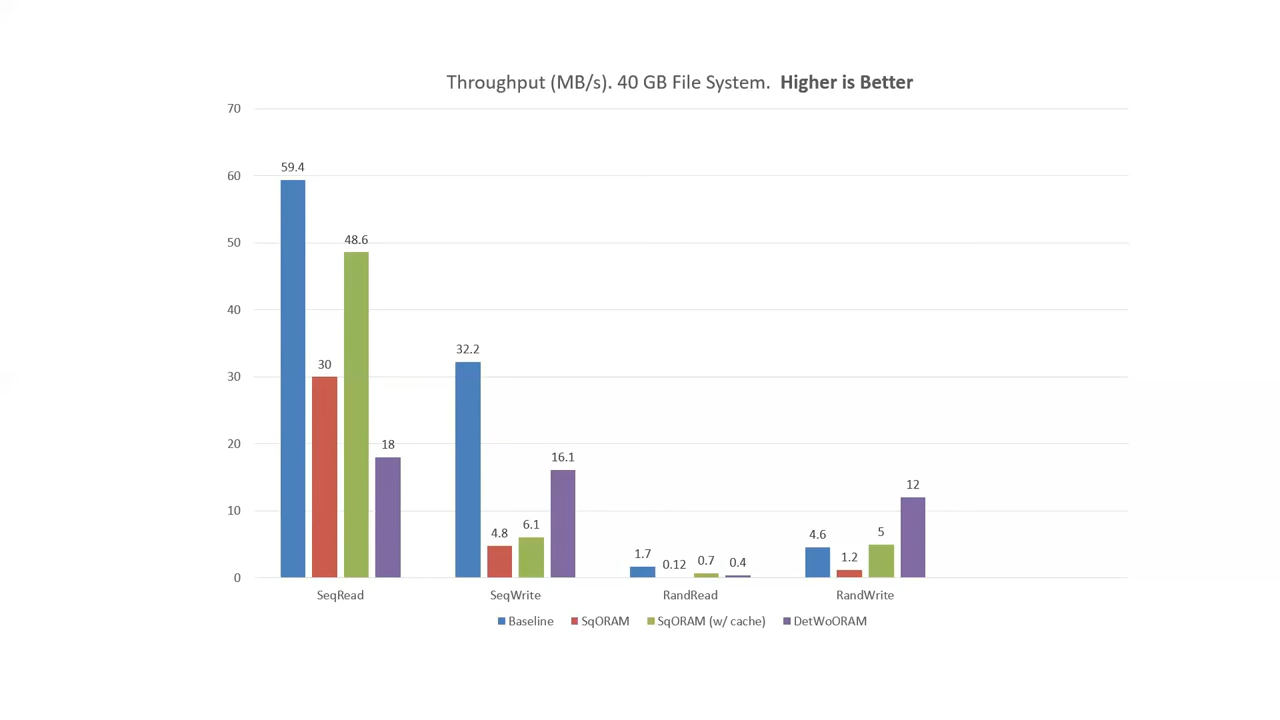 Throughput (MB/s). 40 GB File System. Higher is Better
70
60
50
40
30
20
10
0
59.4
30
48.6
18
32.2
4.8
6.1
16.1
1.7
0.12
0.7
0.4
4.6
1.2
5
12
SeqRead
SeqWrite
RandRead
RandWrite
Baseline
SqORAM
SqORAM (w/ cache)
DetWoORAM